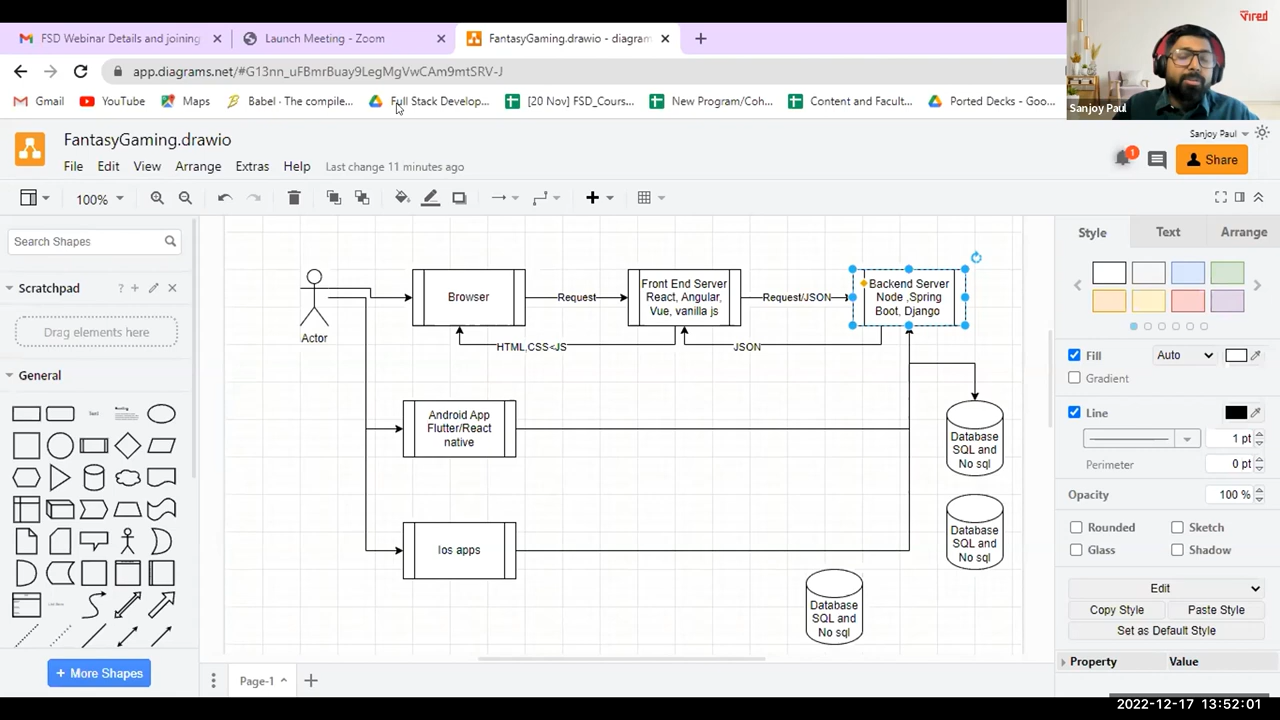 FSD Webinar Details and joining
Launch Meeting - Zoom
FantasyGaming.drawio - diagram
app.diagrams.net/#G13nn_uFBmrBuay9LegMgVwCAm9mtSRV-J
Gmail
YouTube
Maps
Babel · The compile...
Full Stack Develop...
[20 Nov] FSD_Cours...
New Program/Coh...
Content and Facult...
Ported Decks - Goo...
vired
Sanjoy Paul
FantasyGaming.drawio
File
Edit
View
Arrange
Extras
Help
Last change 11 minutes ago
Sanjoy Paul
1
Share
100%
Search Shapes
Scratchpad
Drag elements here
General
Text
Heading
More Shapes
Actor
Browser
Request
Front End Server
React, Angular,
Vue, vanilla js
Request/JSON
Backend Server
Node ,Spring
Boot, Django
HTML,CSS<JS
JSON
Android App
Flutter/React
native
Ios apps
Database
SQL and
No sql
Database
SQL and
No sql
Database
SQL and
No sql
Style
Text
Arrange
Fill
Auto
Gradient
Line
1 pt
Perimeter
0 pt
Opacity
100 %
Rounded
Sketch
Glass
Shadow
Edit
Copy Style
Paste Style
Set as Default Style
Property
Value
Page-1
2022-12-17 13:52:01